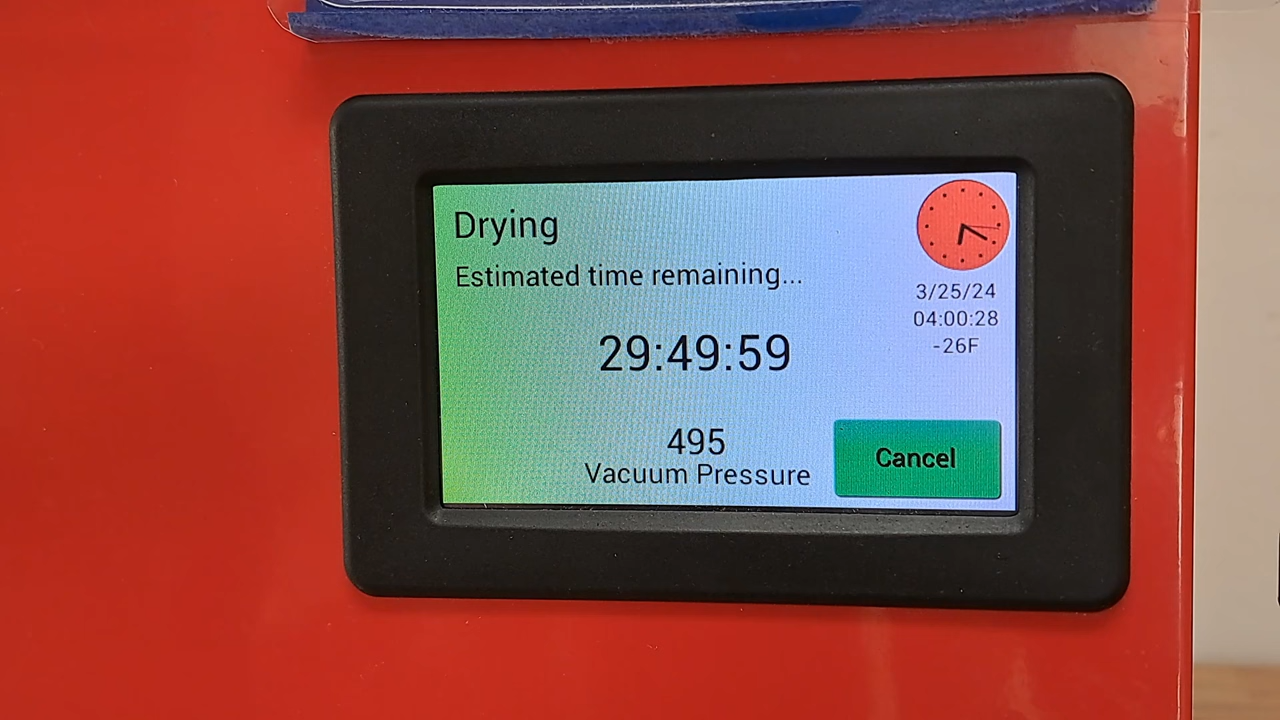 Drying
Estimated time remaining...
29:49:59
3/25/24
04:00:28
-26F
495
Vacuum Pressure
Cancel